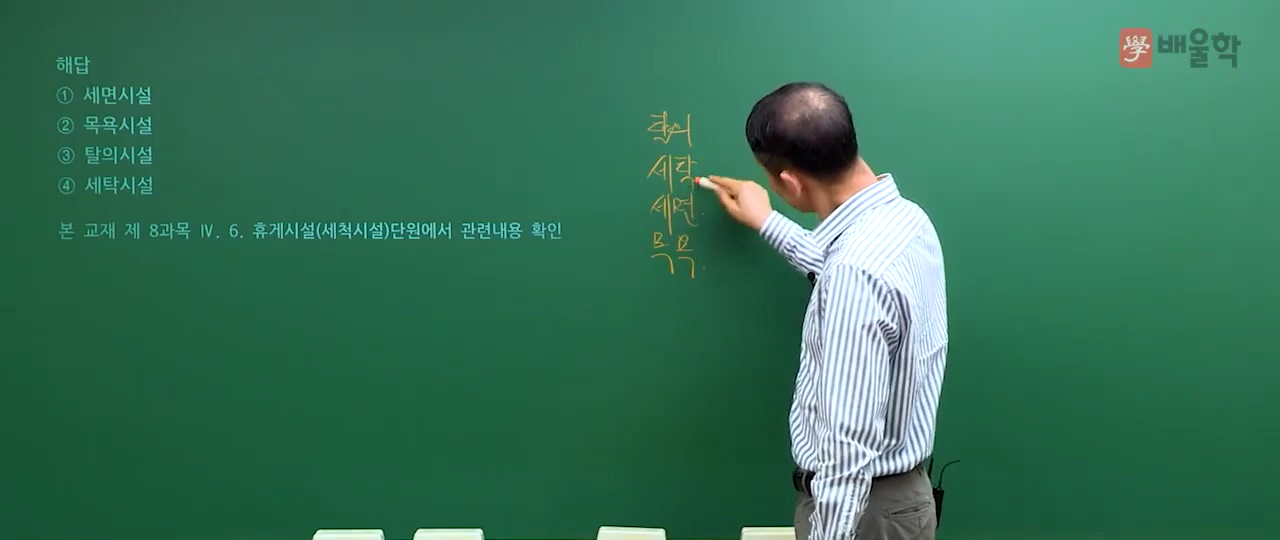 해답
① 세면시설
② 목욕시설
③ 탈의시설
④ 세탁시설
본 교재 제 8과목 Ⅳ. 6. 휴게시설(세척시설)단원에서 관련내용 확인
탈의
세탁
세면.
목욕.
學 배울학